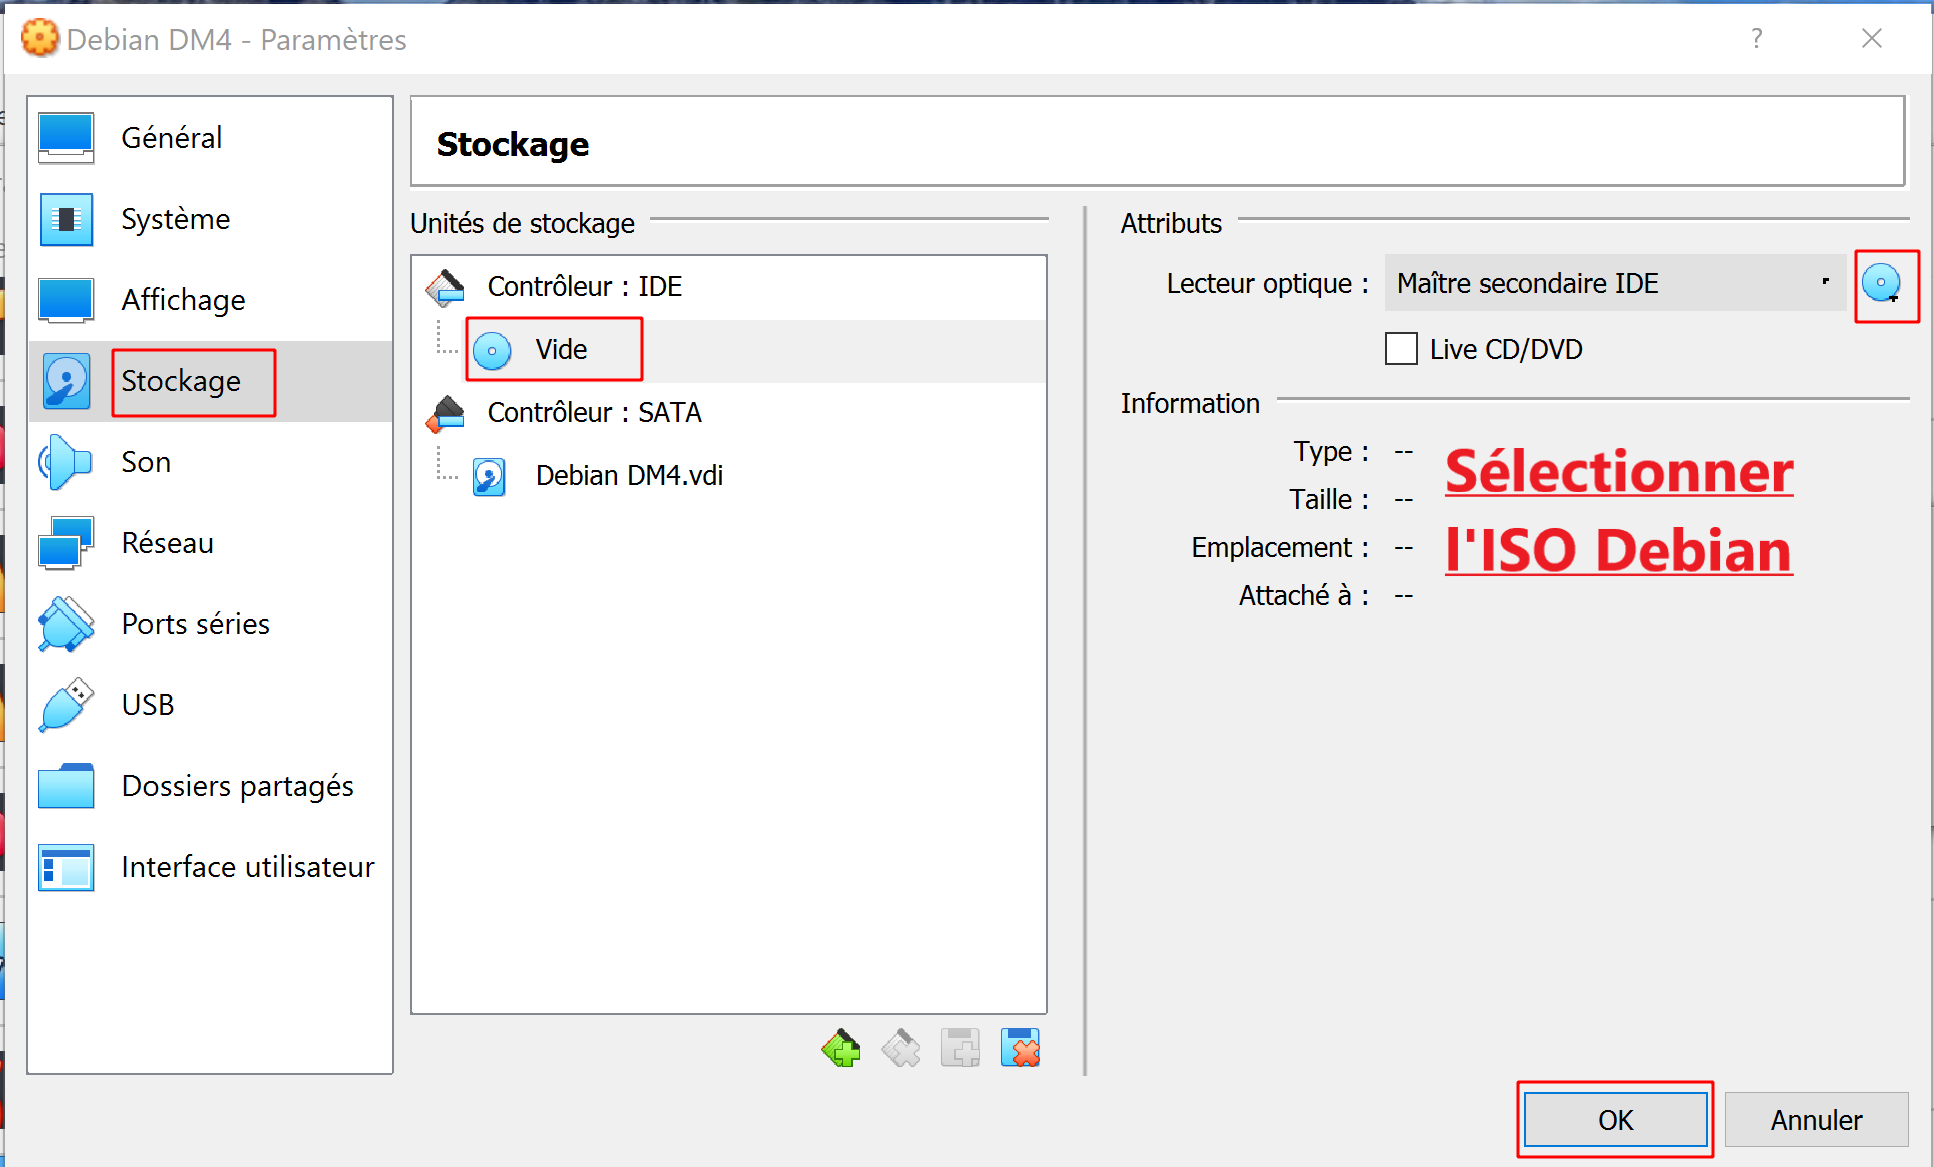 Debian DM4 - Paramètres
?
Général
Système
Affichage
Stockage
Son
Réseau
Ports séries
USB
Dossiers partagés
Interface utilisateur
Stockage
Unités de stockage
Contrôleur : IDE
Vide
Contrôleur : SATA
Debian DM4.vdi
Attributs
Lecteur optique : Maître secondaire IDE
Live CD/DVD
Information
Type : --
Taille : --
Emplacement : --
Attaché à : --
Sélectionner
l'ISO Debian
OK
Annuler